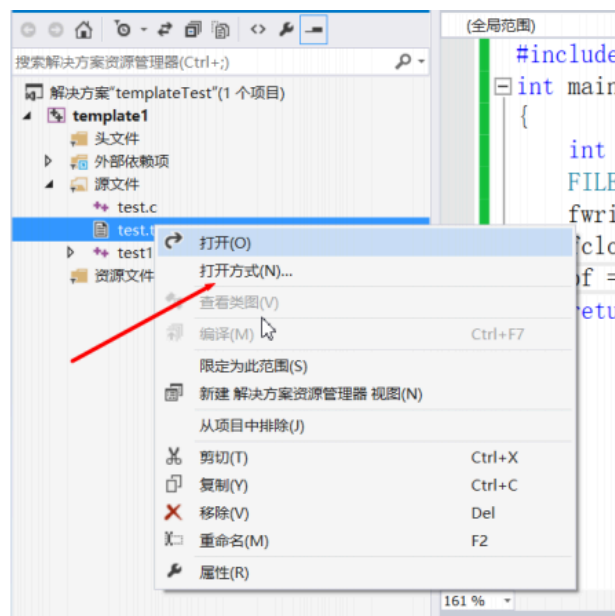 (全局范围)
搜索解决方案资源管理器(Ctrl+;)
解决方案"templateTest"(1 个项目)
template1
头文件
外部依赖项
源文件
test.c
test.t
test1
资源文件
打开(O)
打开方式(N)...
查看类图(V)
编译(M) Ctrl+F7
限定为此范围(S)
新建 解决方案资源管理器 视图(N)
从项目中排除(J)
剪切(T) Ctrl+X
复制(Y) Ctrl+C
移除(V) Del
重命名(M) F2
属性(R)
#include
int main
{
int
FILE
fwri
fclo
pf =
retu
161 %